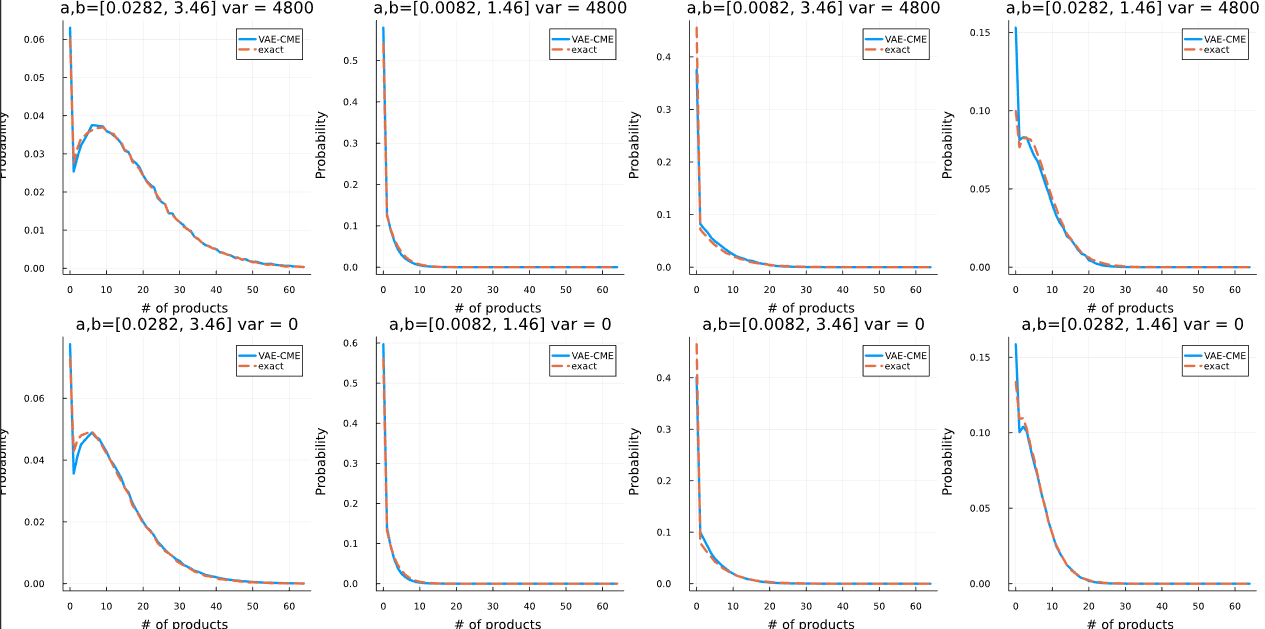 a,b=[0.0282, 3.46] var = 4800
a,b=[0.0082, 1.46] var = 4800
a,b=[0.0082, 3.46] var = 4800
a,b=[0.0282, 1.46] var = 4800
VAE-CME
exact
VAE-CME
exact
VAE-CME
exact
VAE-CME
exact
Probability
0.06
0.05
0.04
0.03
0.02
0.01
0.00
0 10 20 30 40 50 60
# of products
Probability
0.5
0.4
0.3
0.2
0.1
0.0
0 10 20 30 40 50 60
# of products
Probability
0.4
0.3
0.2
0.1
0.0
0 10 20 30 40 50 60
# of products
Probability
0.15
0.10
0.05
0.00
0 10 20 30 40 50 60
# of products
a,b=[0.0282, 3.46] var = 0
a,b=[0.0082, 1.46] var = 0
a,b=[0.0082, 3.46] var = 0
a,b=[0.0282, 1.46] var = 0
VAE-CME
exact
VAE-CME
exact
VAE-CME
exact
VAE-CME
exact
Probability
0.06
0.04
0.02
0.00
0 10 20 30 40 50 60
# of products
Probability
0.6
0.5
0.4
0.3
0.2
0.1
0.0
0 10 20 30 40 50 60
# of products
Probability
0.4
0.3
0.2
0.1
0.0
0 10 20 30 40 50 60
# of products
Probability
0.15
0.10
0.05
0.00
0 10 20 30 40 50 60
# of products